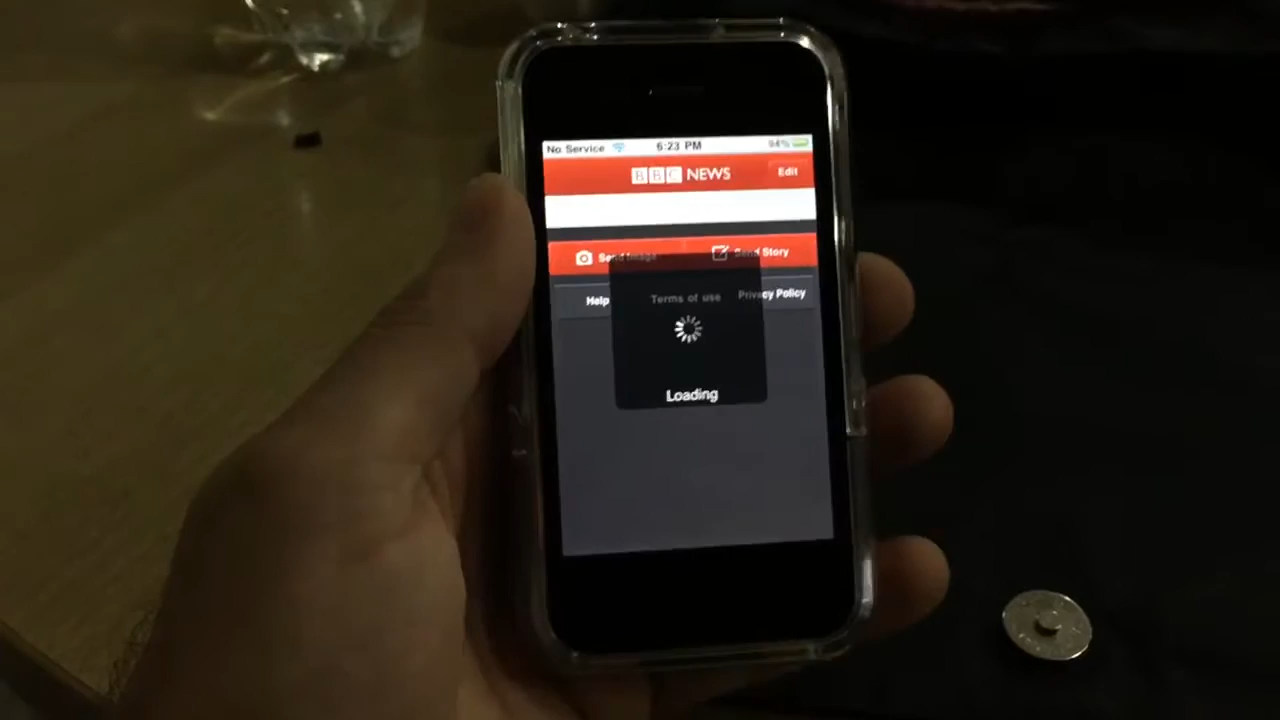 No Service 6:23 PM 94%
BBC NEWS Edit
Send Image Send Story
Help Terms of use Privacy Policy
Loading